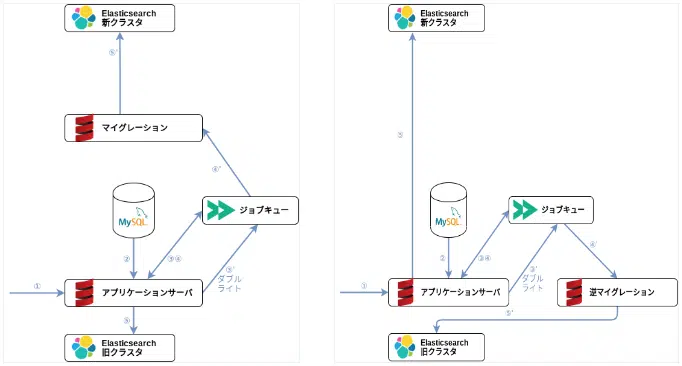 Elasticsearch
新クラスタ
⑤'
マイグレーション
④'
MySQL
ジョブキュー
②
③④
③'
ダブル
ライト
①
アプリケーションサーバ
⑤
Elasticsearch
旧クラスタ
Elasticsearch
新クラスタ
⑤
MySQL
ジョブキュー
②
③④
④'
③'
ダブル
ライト
①
アプリケーションサーバ
逆マイグレーション
⑤'
Elasticsearch
旧クラスタ